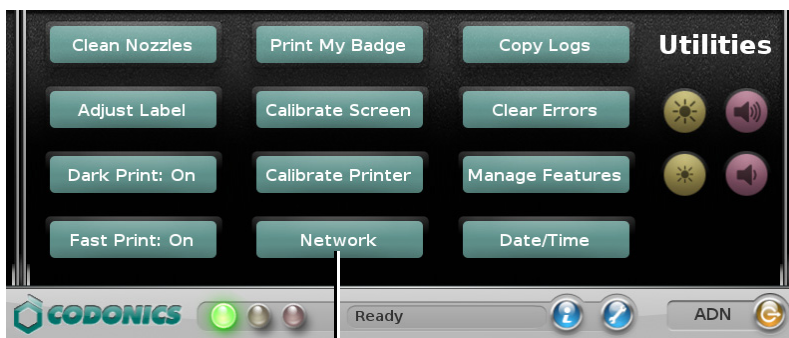 Clean Nozzles Print My Badge Copy Logs Utilities
Adjust Label Calibrate Screen Clear Errors
Dark Print: On Calibrate Printer Manage Features
Fast Print: On Network Date/Time
CODONICS Ready i ADN